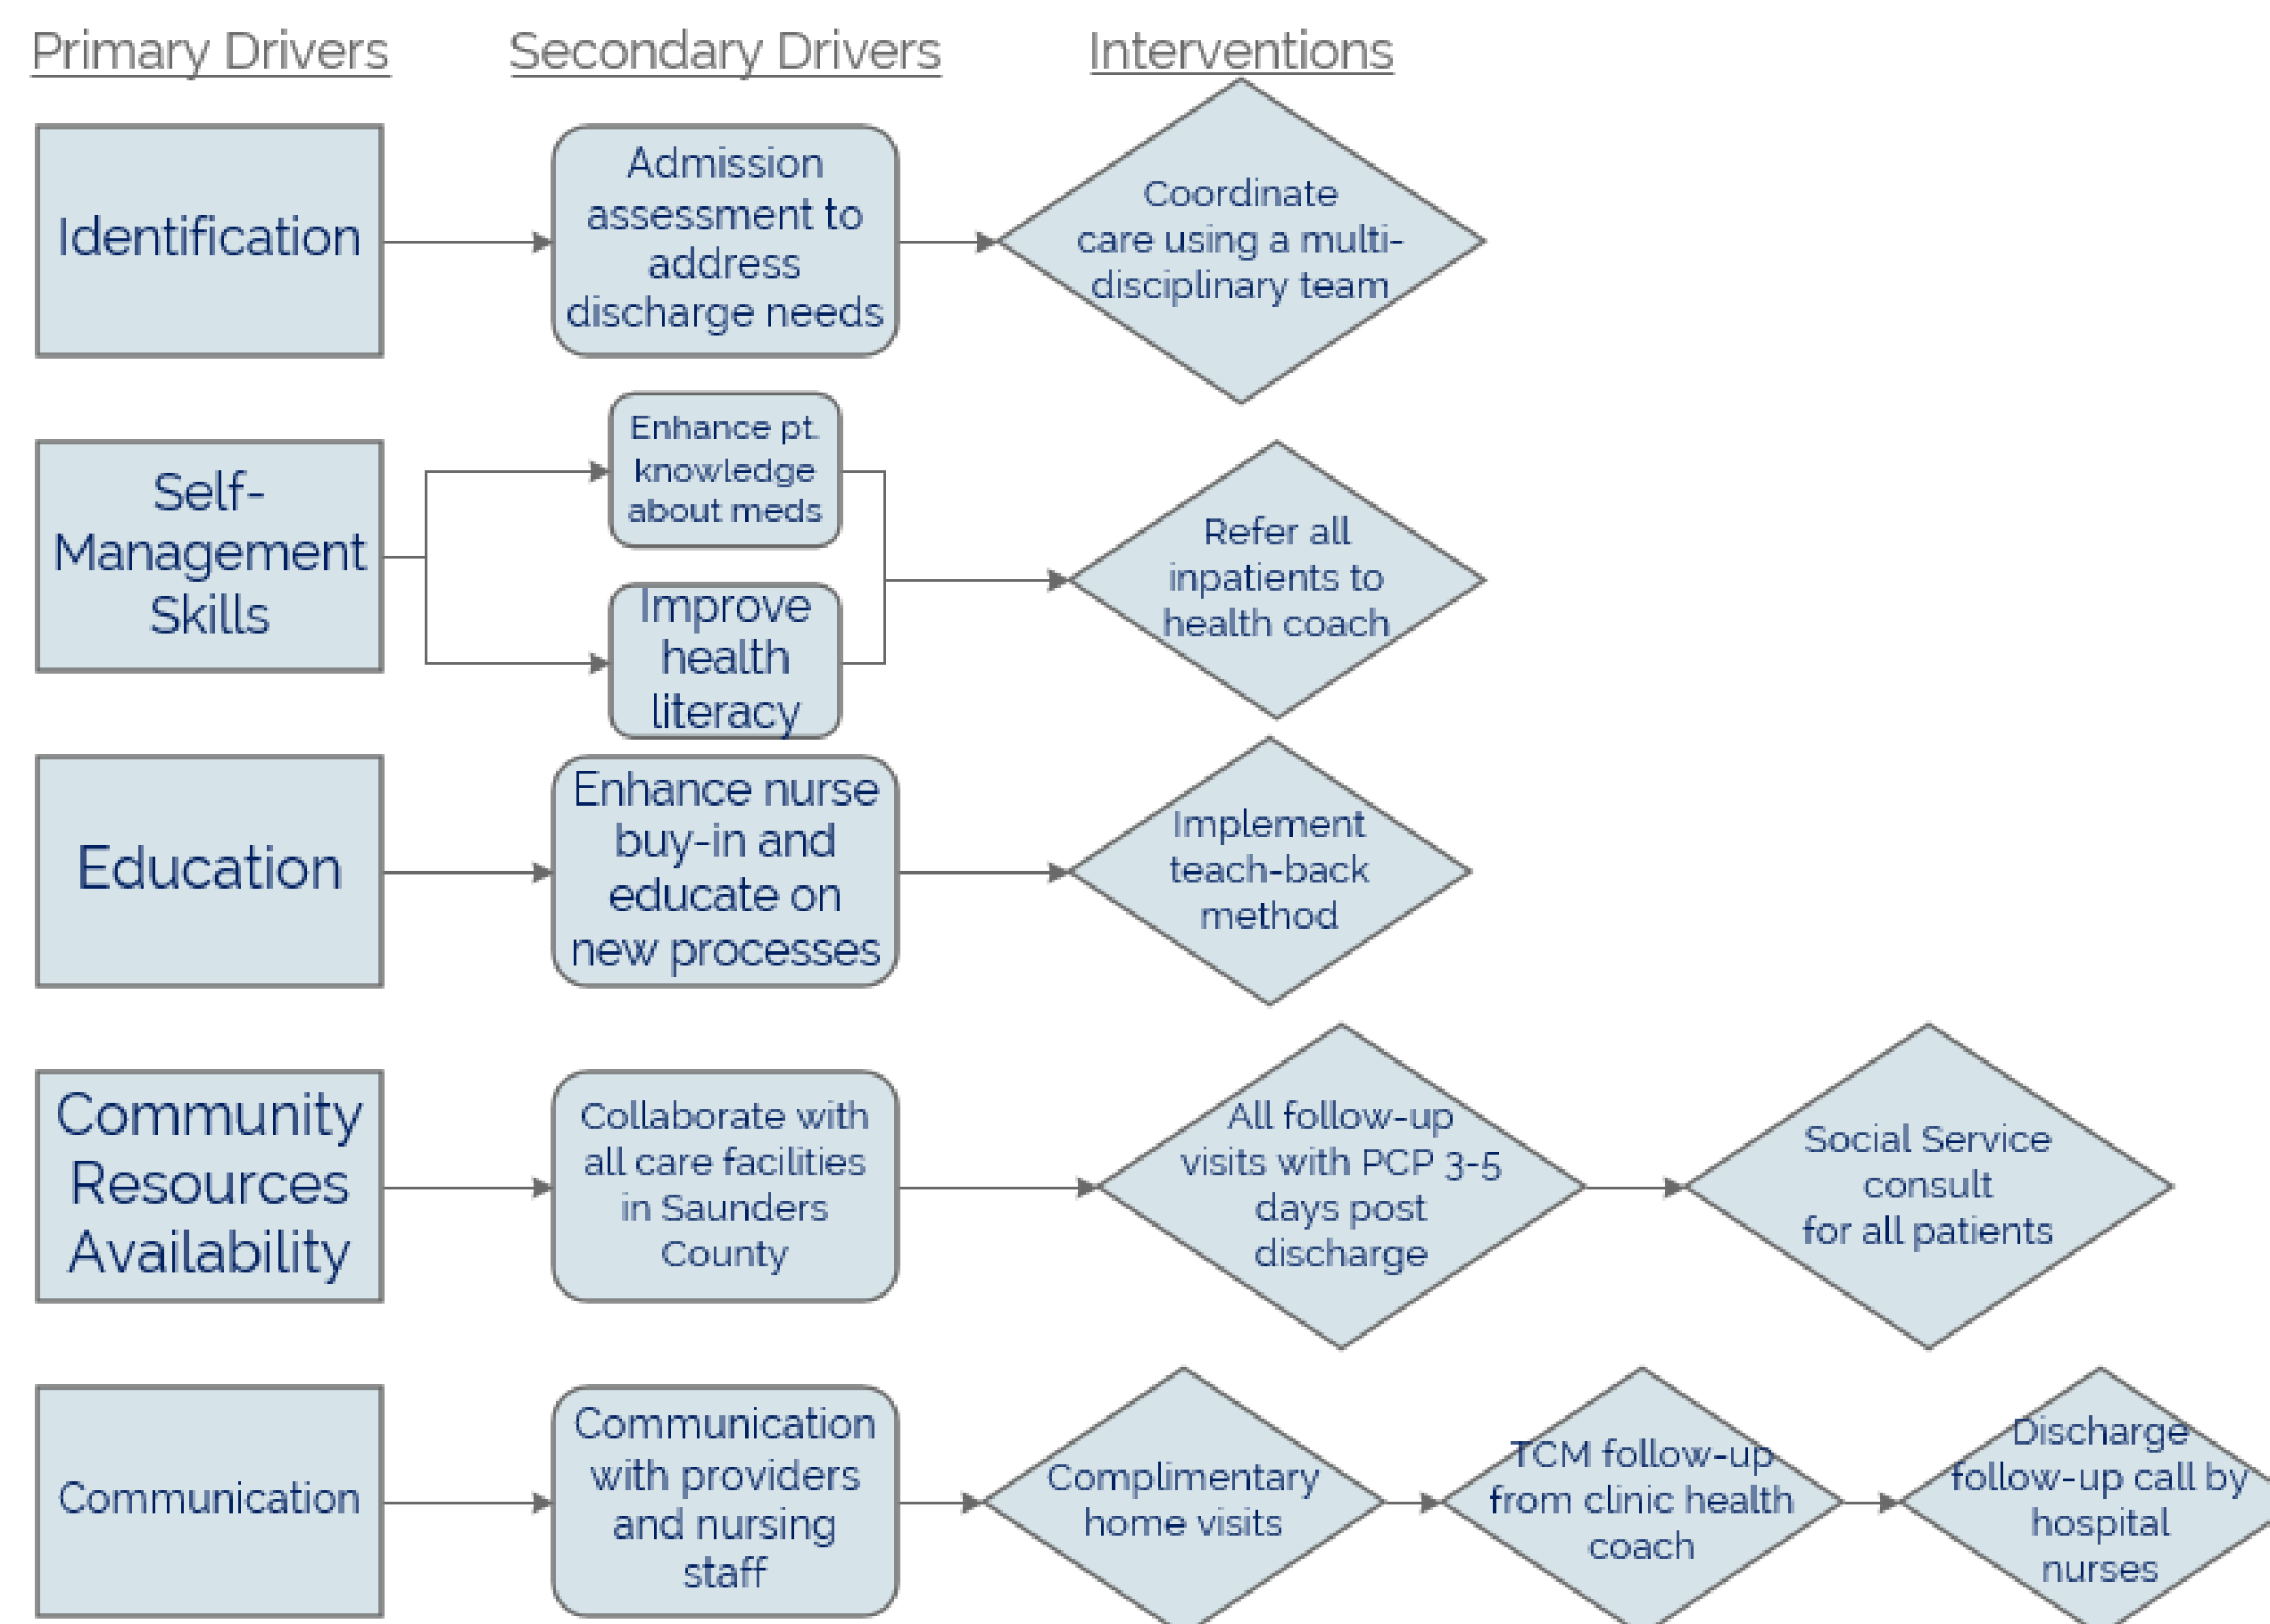 Primary Drivers
Secondary Drivers
Interventions
Identification
Admission
assessment to
address
discharge needs
Coordinate
care using a multi-
disciplinary team
Self-
Management
Skills
Enhance pt.
knowledge
about meds
Improve
health
literacy
Refer all
inpatients to
health coach
Education
Enhance nurse
buy-in and
educate on
new processes
Implement
teach-back
method
Community
Resources
Availability
Collaborate with
all care facilities
in Saunders
County
All follow-up
visits with PCP 3-5
days post
discharge
Social Service
consult
for all patients
Communication
Communication
with providers
and nursing
staff
Complimentary
home visits
TCM follow-up
from clinic health
coach
Discharge
follow-up call by
hospital
nurses